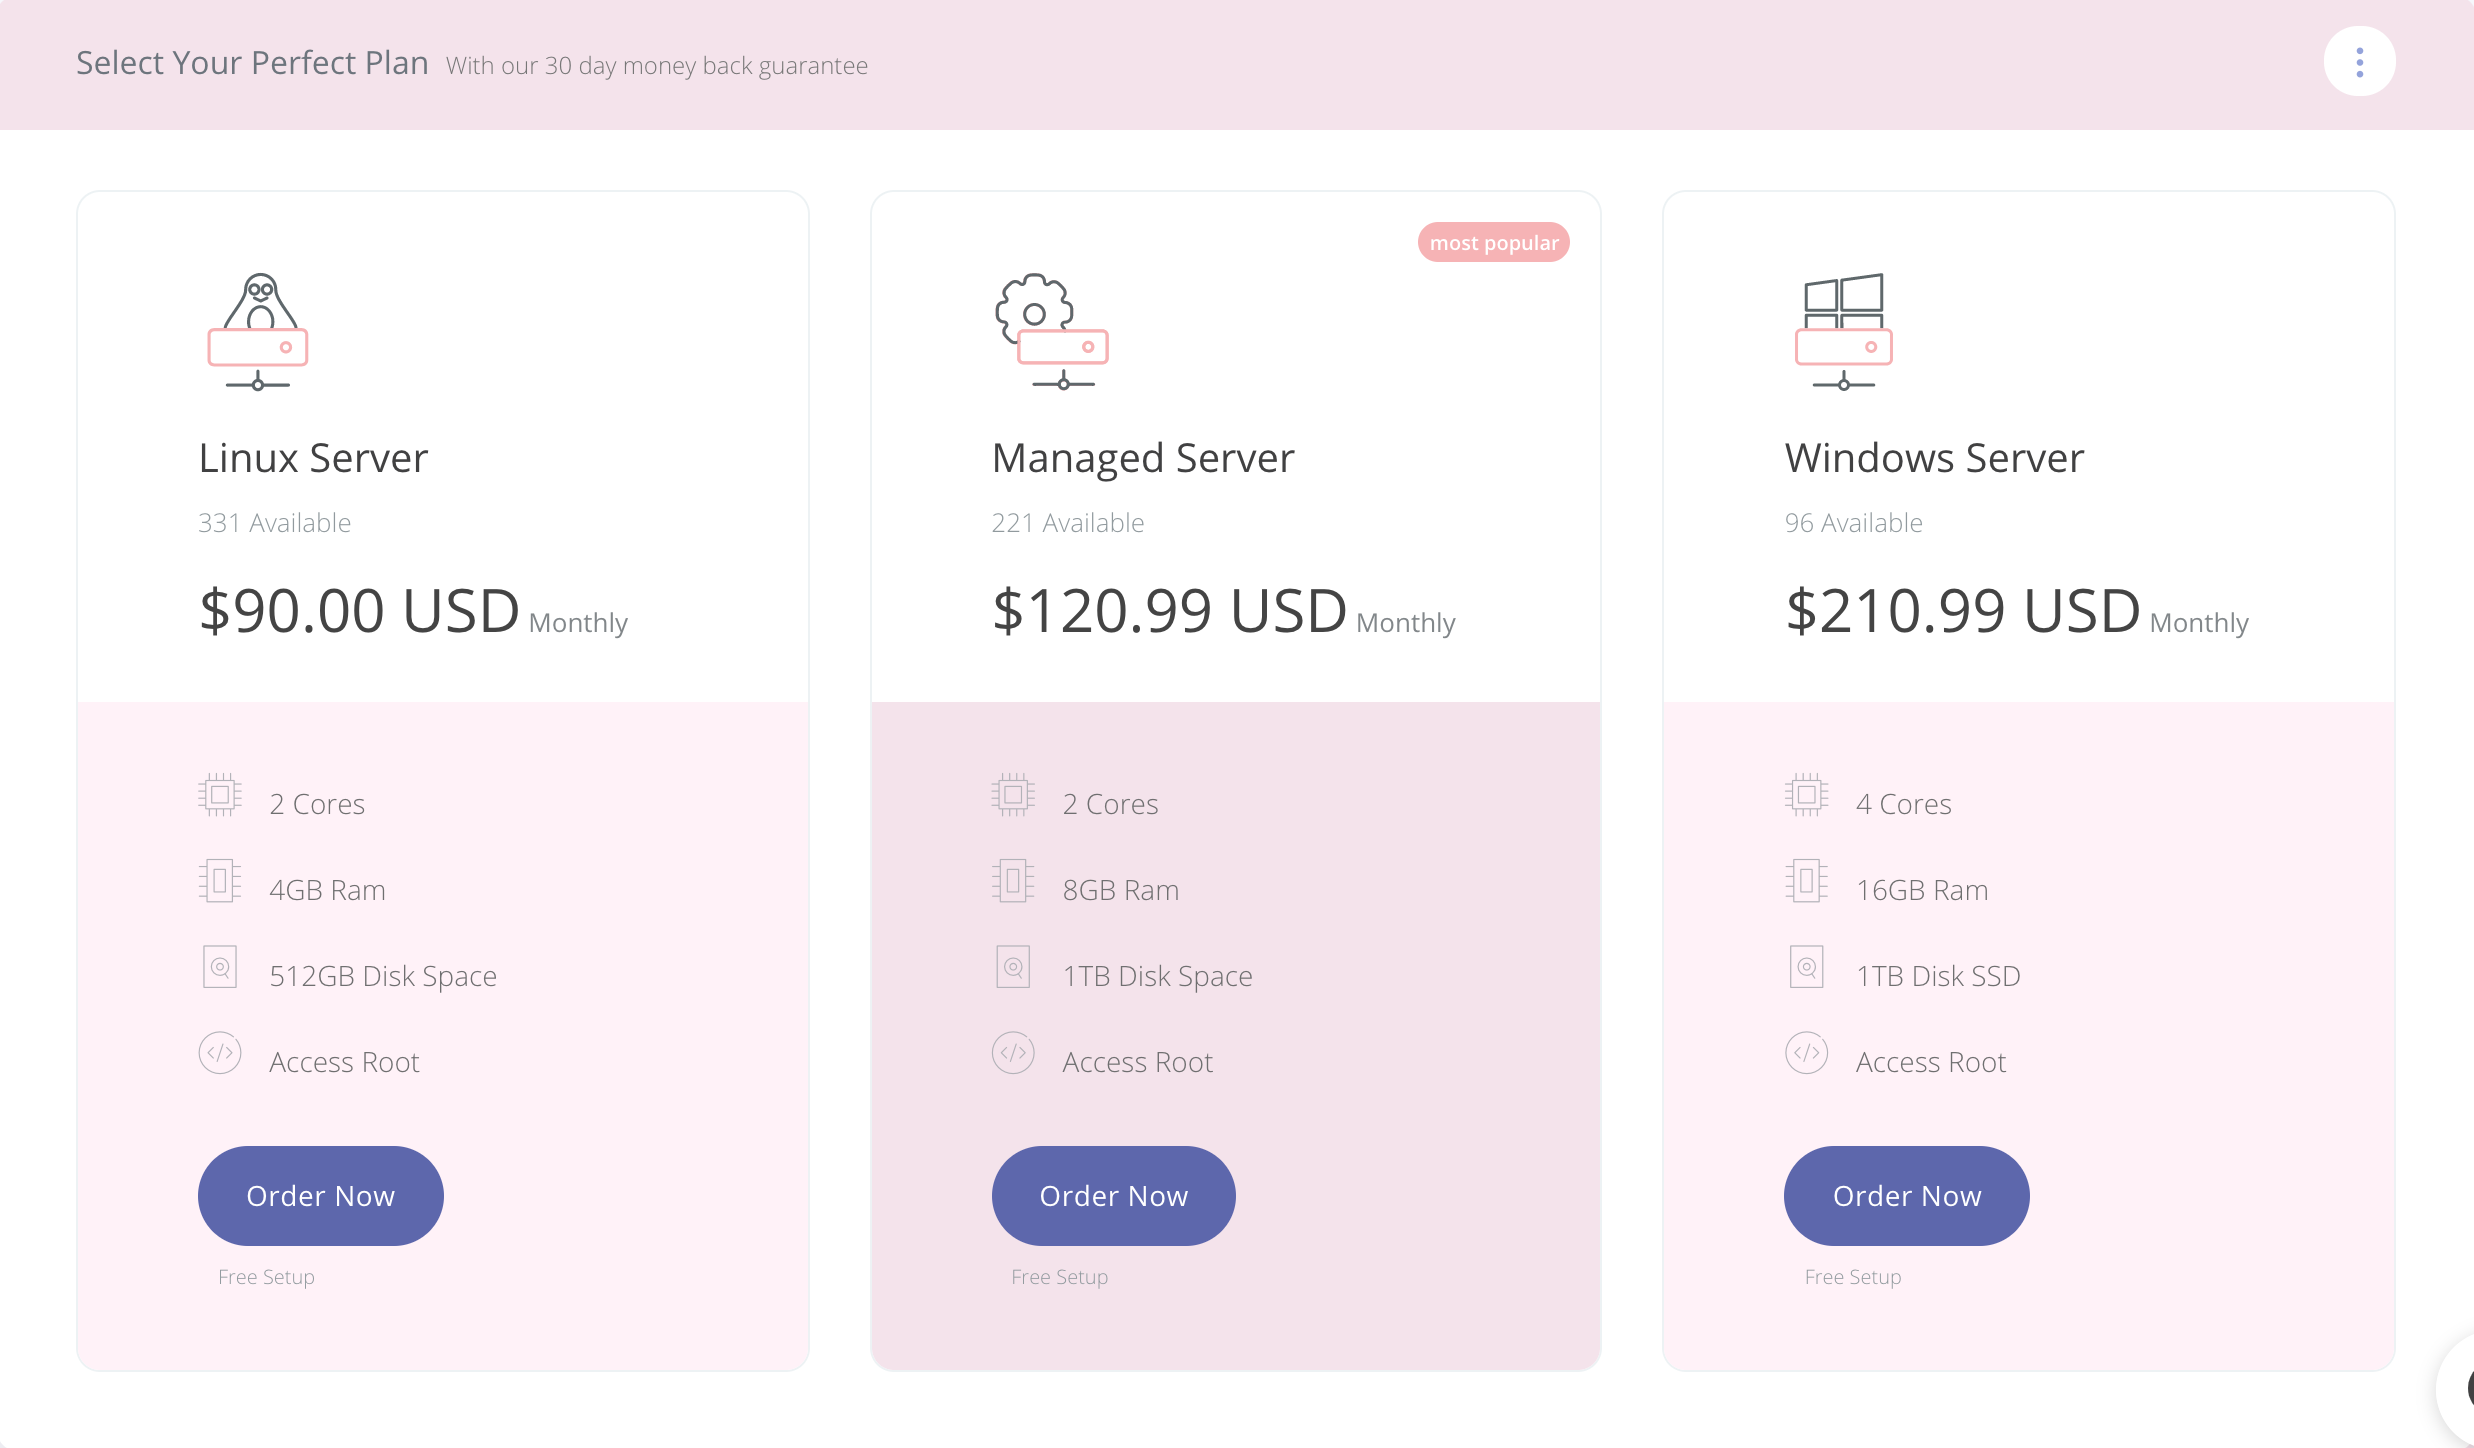 Select Your Perfect Plan With our 30 day money back guarantee
Linux Server
331 Available
$90.00 USD Monthly
2 Cores
4GB Ram
512GB Disk Space
Access Root
Order Now
Free Setup
most popular
Managed Server
221 Available
$120.99 USD Monthly
2 Cores
8GB Ram
1TB Disk Space
Access Root
Order Now
Free Setup
Windows Server
96 Available
$210.99 USD Monthly
4 Cores
16GB Ram
1TB Disk SSD
Access Root
Order Now
Free Setup